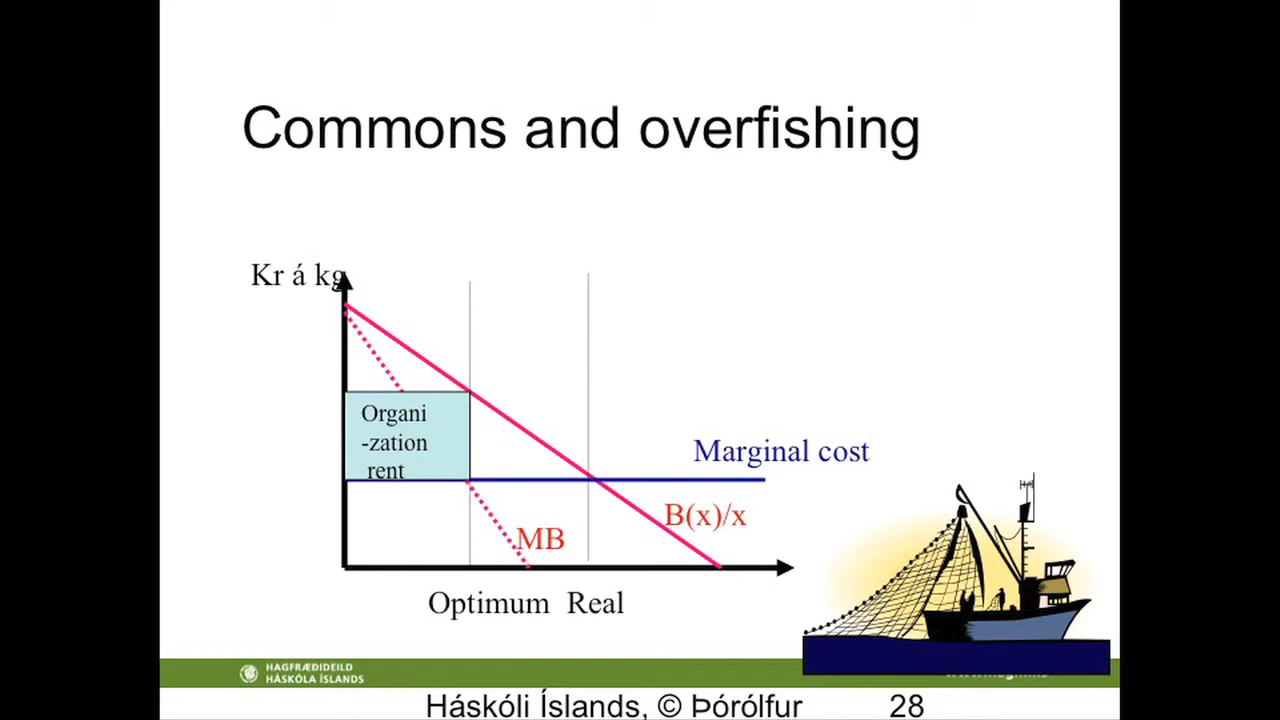 Commons and overfishing
Kr á kg
Organi
-zation
rent
Marginal cost
B(x)/x
MB
Optimum Real
HAGFRÆÐIDEILD
HÁSKÓLA ÍSLANDS
Háskóli Íslands, © Þórólfur
28